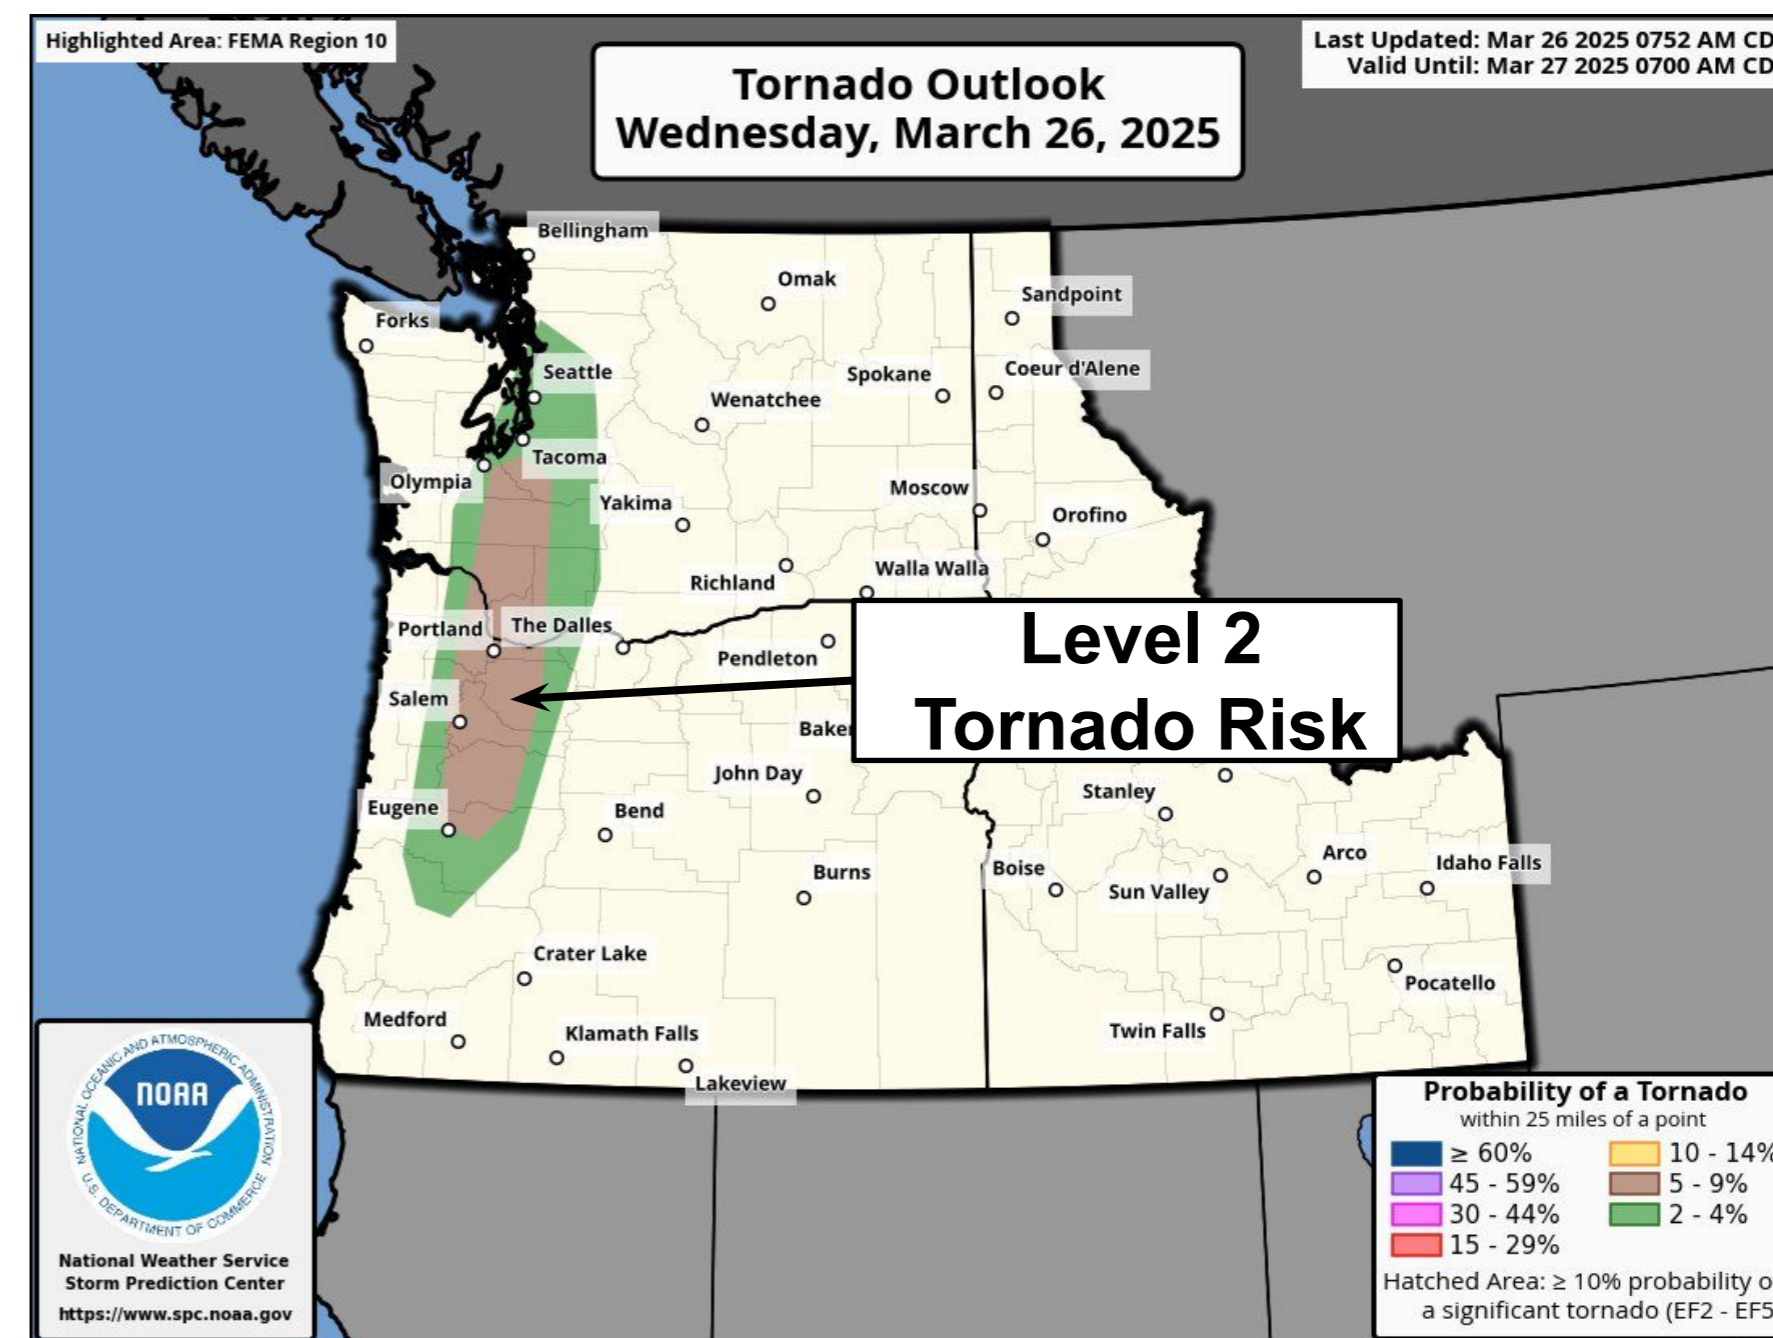 Highlighted Area: FEMA Region 10
Last Updated: Mar 26 2025 0752 AM CD
Valid Until: Mar 27 2025 0700 AM CD
Tornado Outlook
Wednesday, March 26, 2025
Bellingham
Omak
Sandpoint
Forks
Seattle
Spokane
Coeur d'Alene
Wenatchee
Tacoma
Olympia
Moscow
Yakima
Orofino
Richland
Walla Walla
Portland
The Dalles
Pendleton
Level 2
Tornado Risk
Salem
Baker
John Day
Stanley
Eugene
Bend
Boise
Arco
Idaho Falls
Burns
Sun Valley
Crater Lake
Pocatello
Medford
Klamath Falls
Twin Falls
Lakeview
NATIONAL OCEANIC AND ATMOSPHERIC ADMINISTRATION
NOAA
U.S. DEPARTMENT OF COMMERCE
National Weather Service
Storm Prediction Center
https://www.spc.noaa.gov
Probability of a Tornado
within 25 miles of a point
≥ 60%
10 - 14%
45 - 59%
5 - 9%
30 - 44%
2 - 4%
15 - 29%
Hatched Area: ≥ 10% probability o
a significant tornado (EF2 - EF5